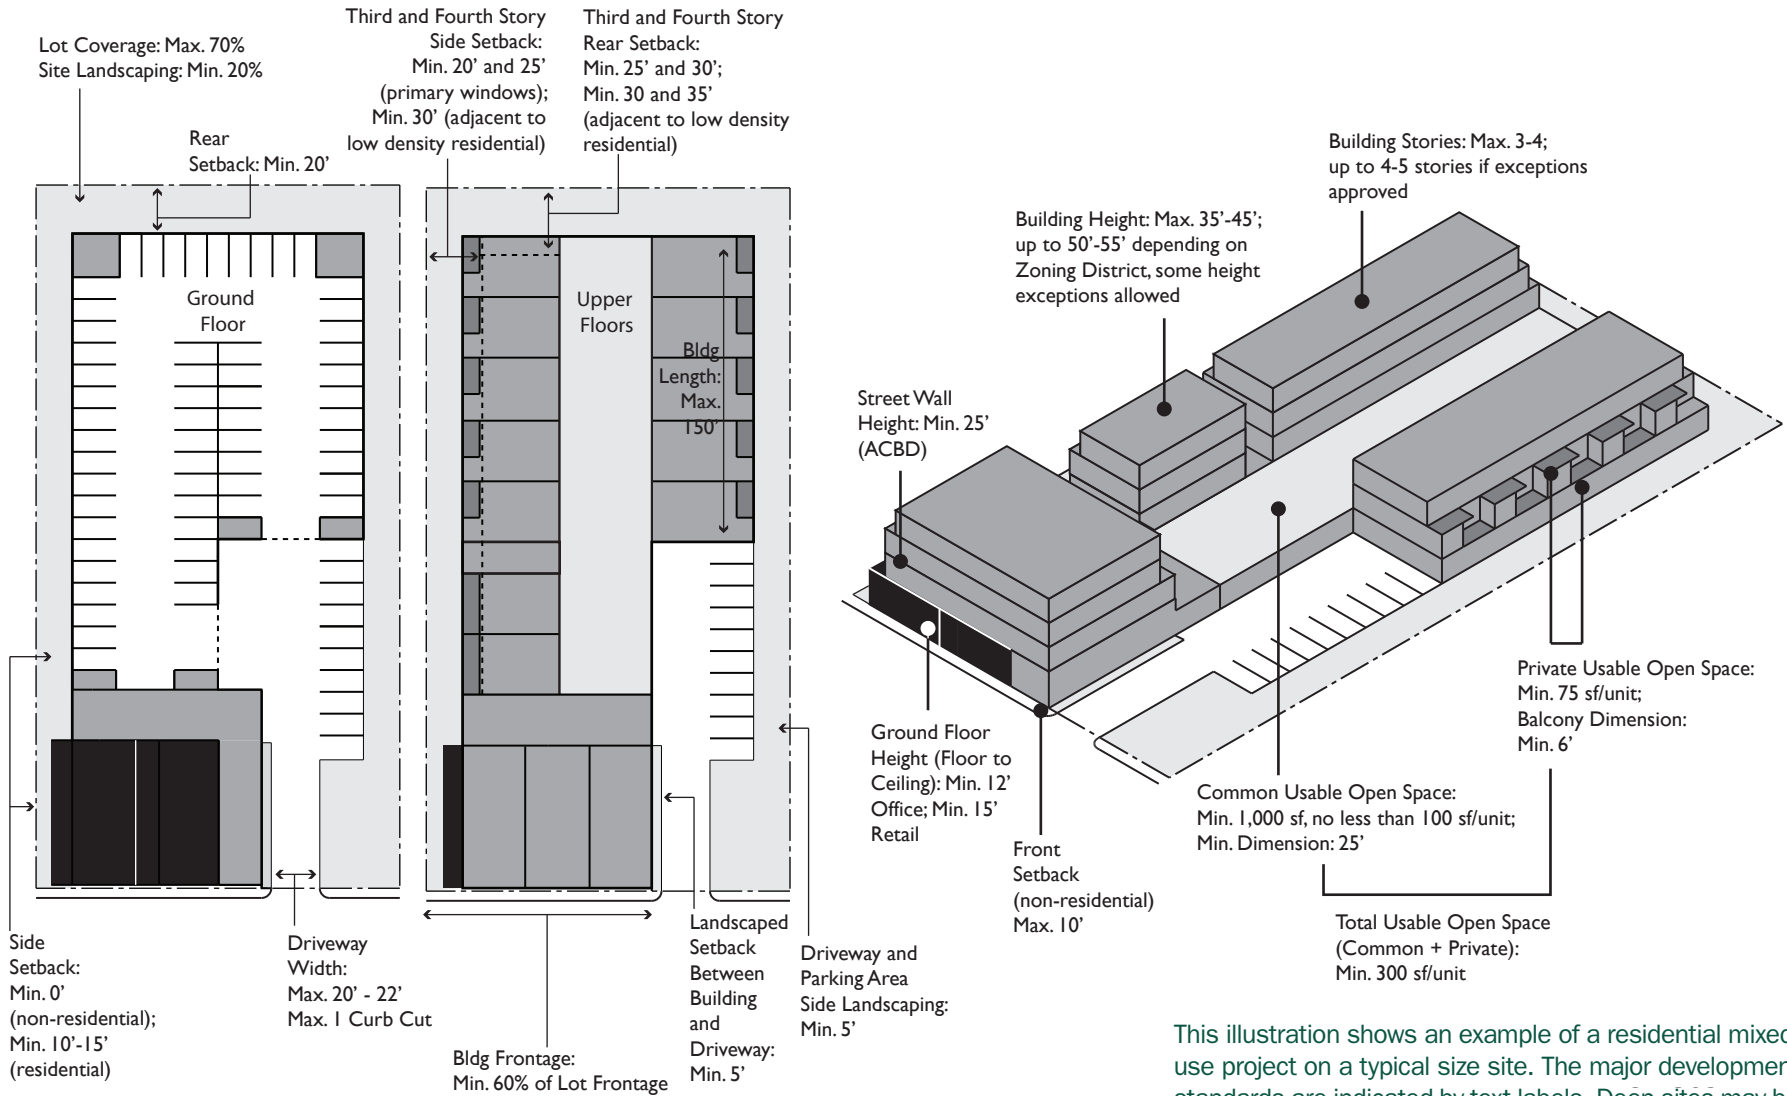 Lot Coverage: Max. 70%
Site Landscaping: Min. 20%
Rear
Setback: Min. 20’
Third and Fourth Story
Side Setback:
Min. 20’ and 25’
(primary windows);
Min. 30’ (adjacent to
low density residential)
Third and Fourth Story
Rear Setback:
Min. 25’ and 30’;
Min. 30 and 35’
(adjacent to low density
residential)
Ground
Floor
Upper
Floors
Bldg
Length:
Max.
150’
Side
Setback:
Min. 0’
(non-residential);
Min. 10’-15’
(residential)
Driveway
Width:
Max. 20’ - 22’
Max. 1 Curb Cut
Bldg Frontage:
Min. 60% of Lot Frontage
Landscaped
Setback
Between
Building
and
Driveway:
Min. 5’
Driveway and
Parking Area
Side Landscaping:
Min. 5’
Building Stories: Max. 3-4;
up to 4-5 stories if exceptions
approved
Building Height: Max. 35’-45’;
up to 50’-55’ depending on
Zoning District, some height
exceptions allowed
Street Wall
Height: Min. 25’
(ACBD)
Ground Floor
Height (Floor to
Ceiling): Min. 12’
Office; Min. 15’
Retail
Front
Setback
(non-residential)
Max. 10’
Private Usable Open Space:
Min. 75 sf/unit;
Balcony Dimension:
Min. 6’
Common Usable Open Space:
Min. 1,000 sf, no less than 100 sf/unit;
Min. Dimension: 25’
Total Usable Open Space
(Common + Private):
Min. 300 sf/unit
This illustration shows an example of a residential mixed
use project on a typical size site. The major developmen
standards are indicated by text labels. Deep sites may b